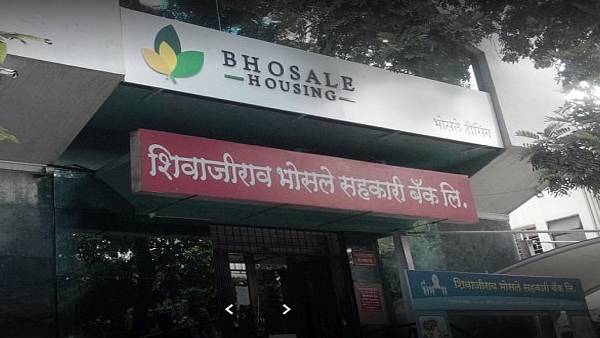 BHOSALE
HOUSING
भोसले हौसिंग
शिवाजीराव भोसले सहकारी बँक लि.
शिवाजीराव भोसले सहकारी बँक लि.